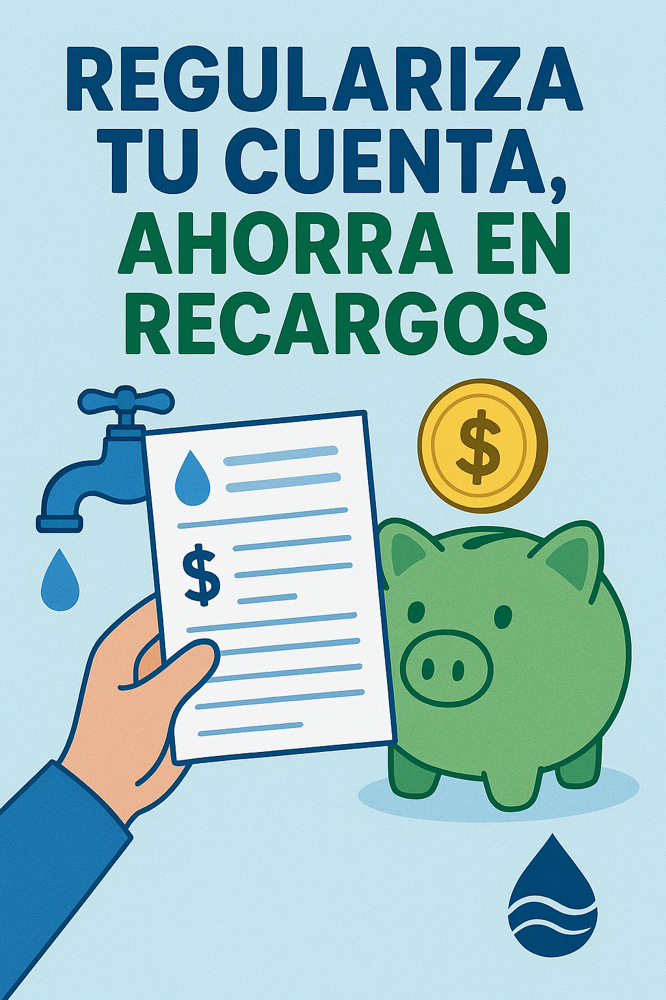 REGULARIZA
TU CUENTA,
AHORRA EN
RECARGOS
$
$